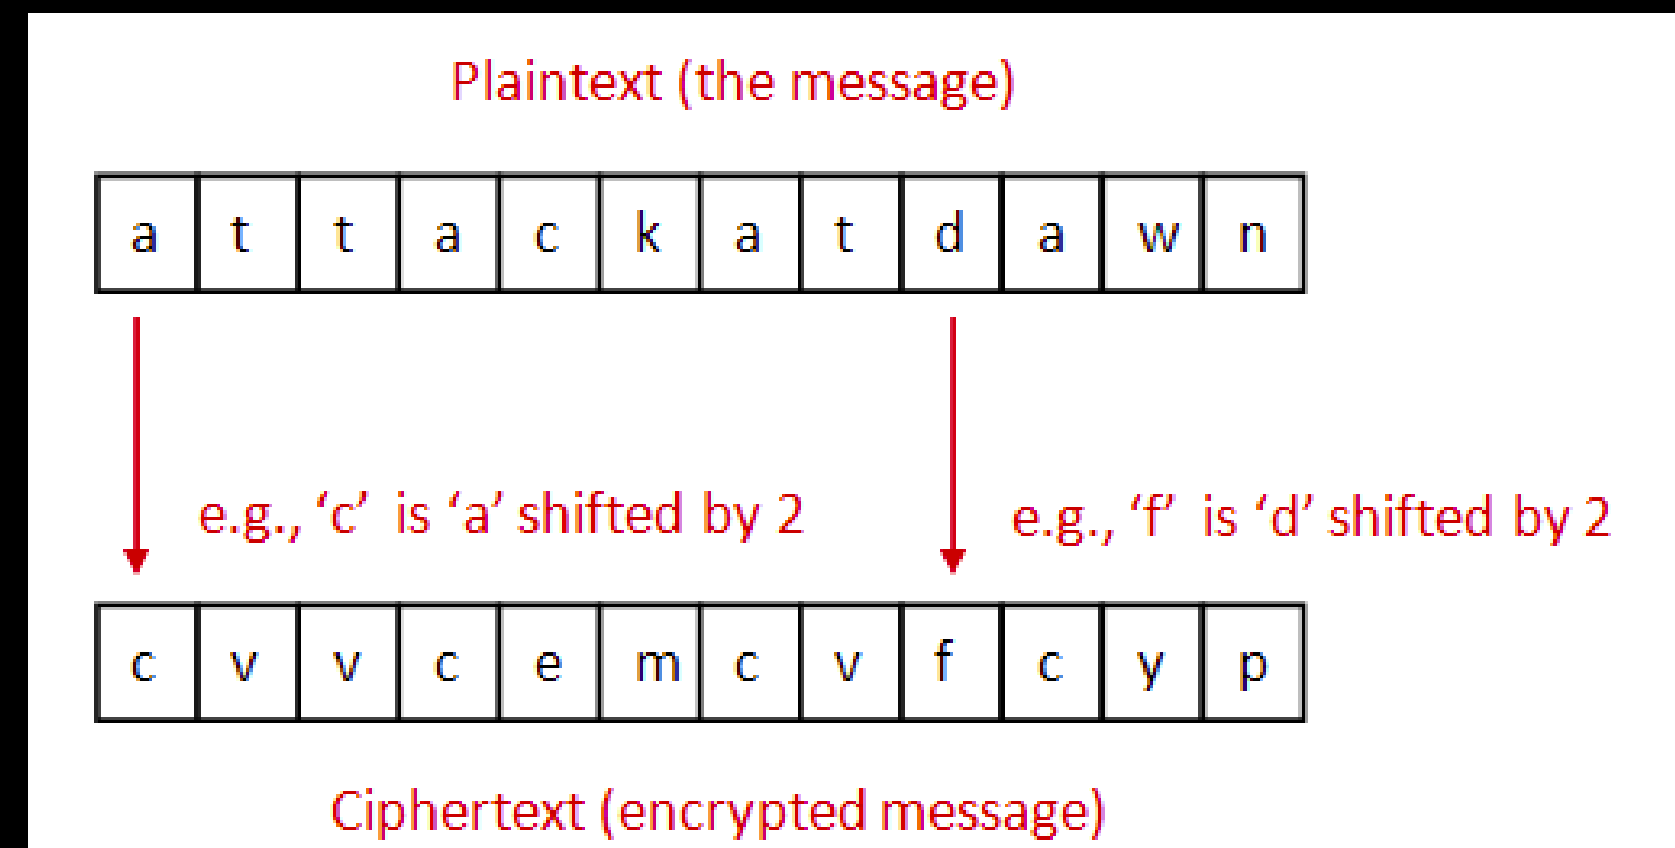 Plaintext (the message)
a t t a c k a t d a w n
e.g., ‘c’ is ‘a’ shifted by 2 e.g., ‘f’ is ‘d’ shifted by 2
c v v c e m c v f c y p
Ciphertext (encrypted message)